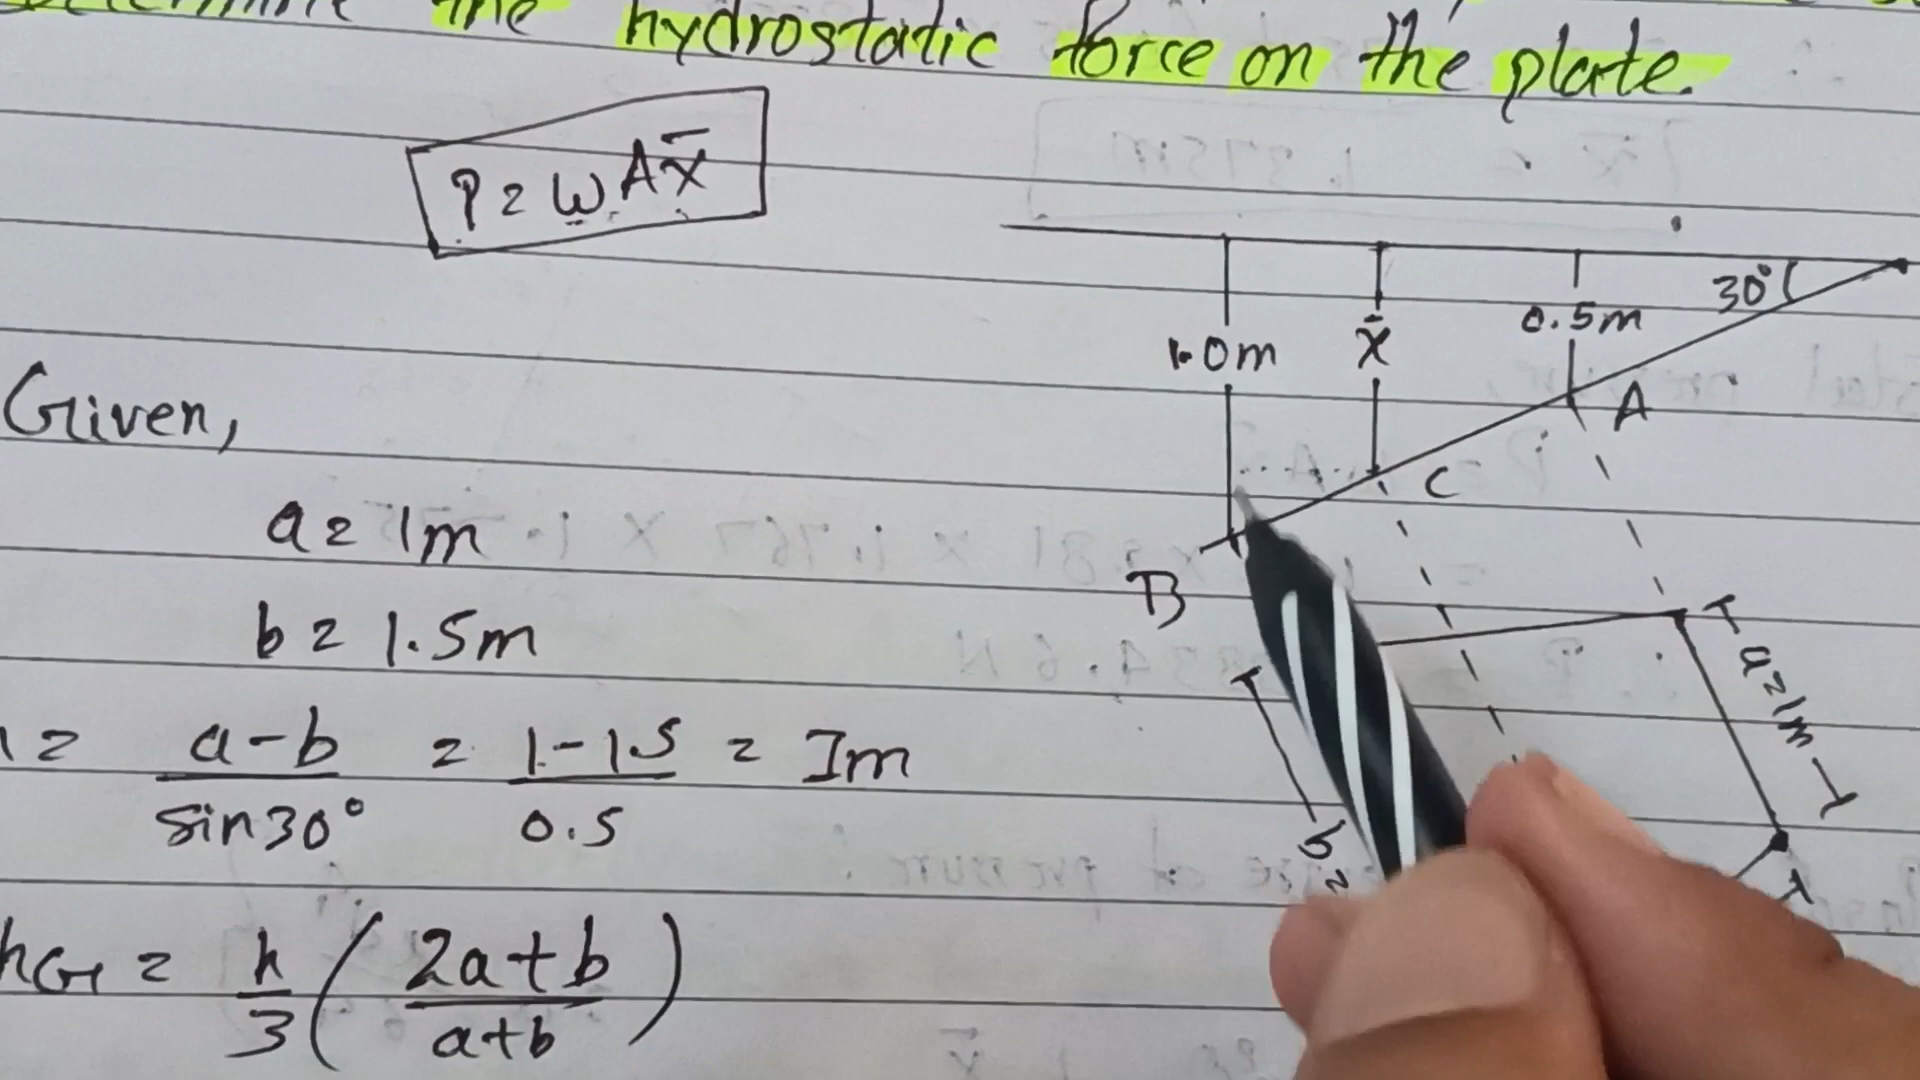 the hydrostatic force on the plate.
P = ω A x̄
30°
1.0m
x̄
0.5m
A
C
B
Given,
a = 1m
b = 1.5m
a = 1m
b =
= a-b / sin30° = 1-1.5 / 0.5 = 1m
hG = h/3 ( 2a+b / a+b )